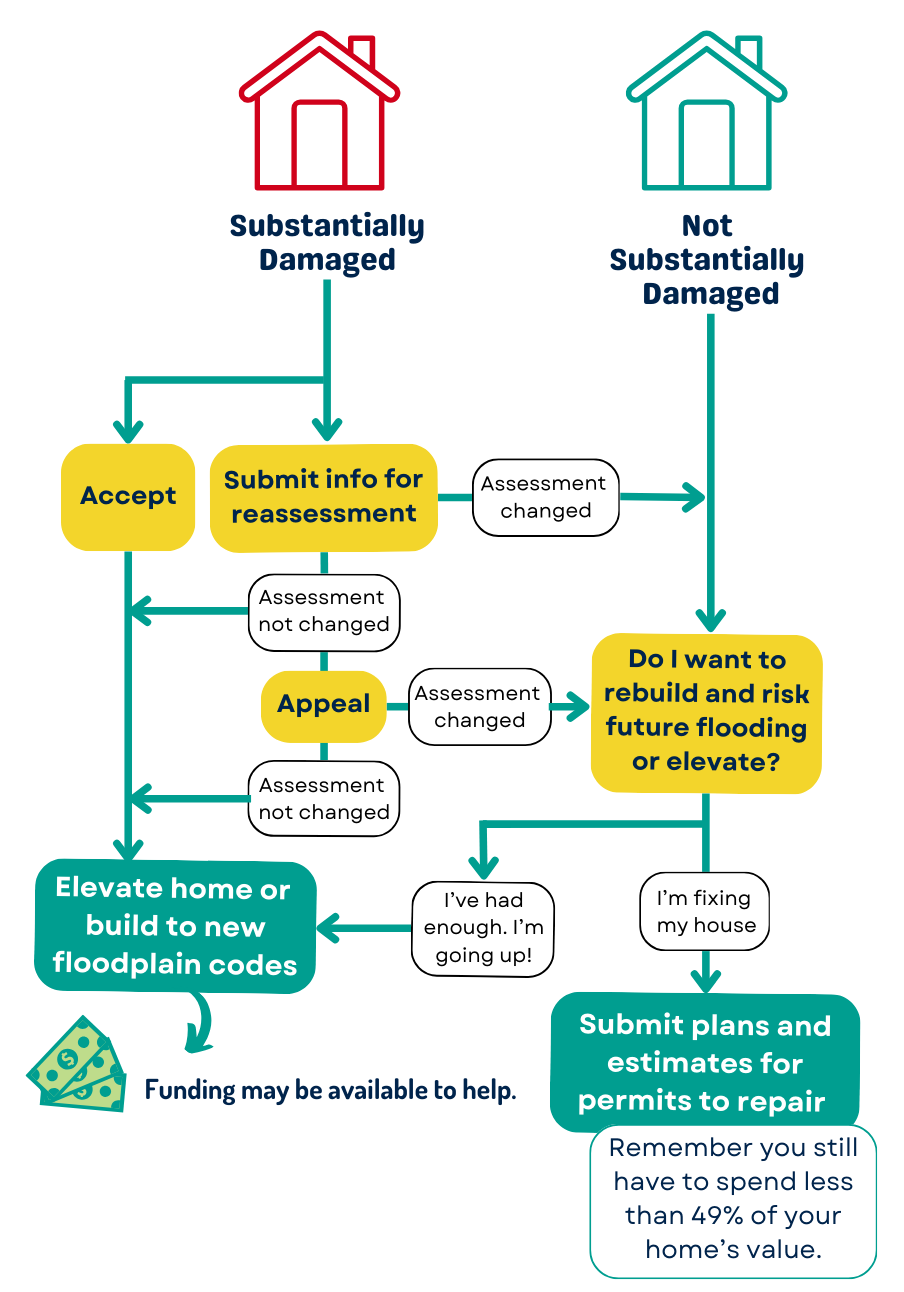 Substantially
Damaged
Not
Substantially
Damaged
Accept
Submit info for
reassessment
Assessment
changed
Assessment
not changed
Appeal
Assessment
changed
Assessment
not changed
Do I want to
rebuild and risk
future flooding
or elevate?
Elevate home or
build to new
floodplain codes
I've had
enough. I'm
going up!
I'm fixing
my house
$
$
Funding may be available to help.
Submit plans and
estimates for
permits to repair
Remember you still
have to spend less
than 49% of your
home's value.